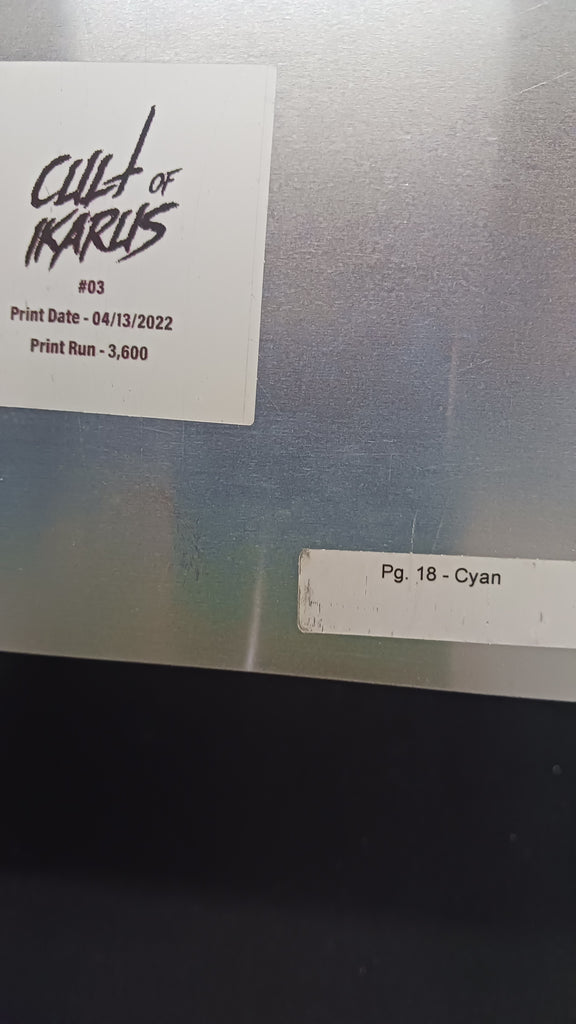 CULT OF
IKARUS
#03
Print Date - 04/13/2022
Print Run - 3,600
Pg. 18 - Cyan